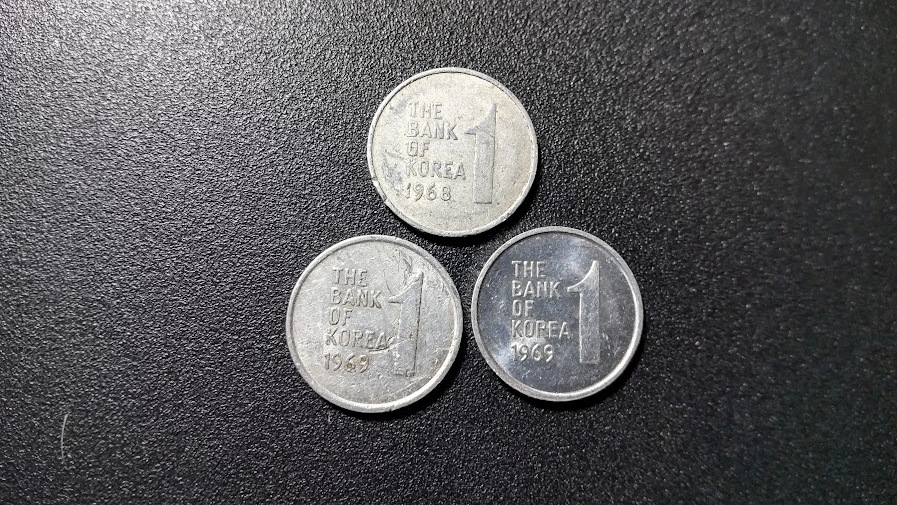 THE
BANK
OF
KOREA
1968
1
THE
BANK
OF
KOREA
1969
1
THE
BANK
OF
KOREA
1969
1